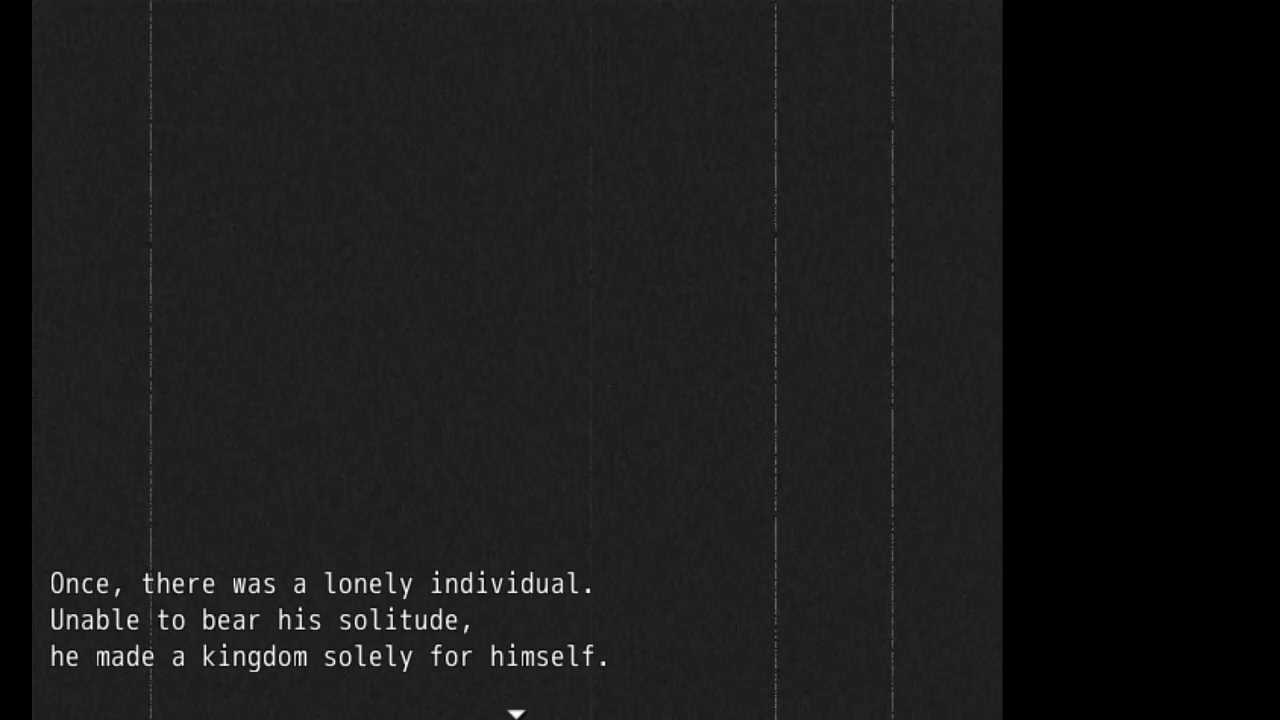 Once, there was a lonely individual.
Unable to bear his solitude,
he made a kingdom solely for himself.